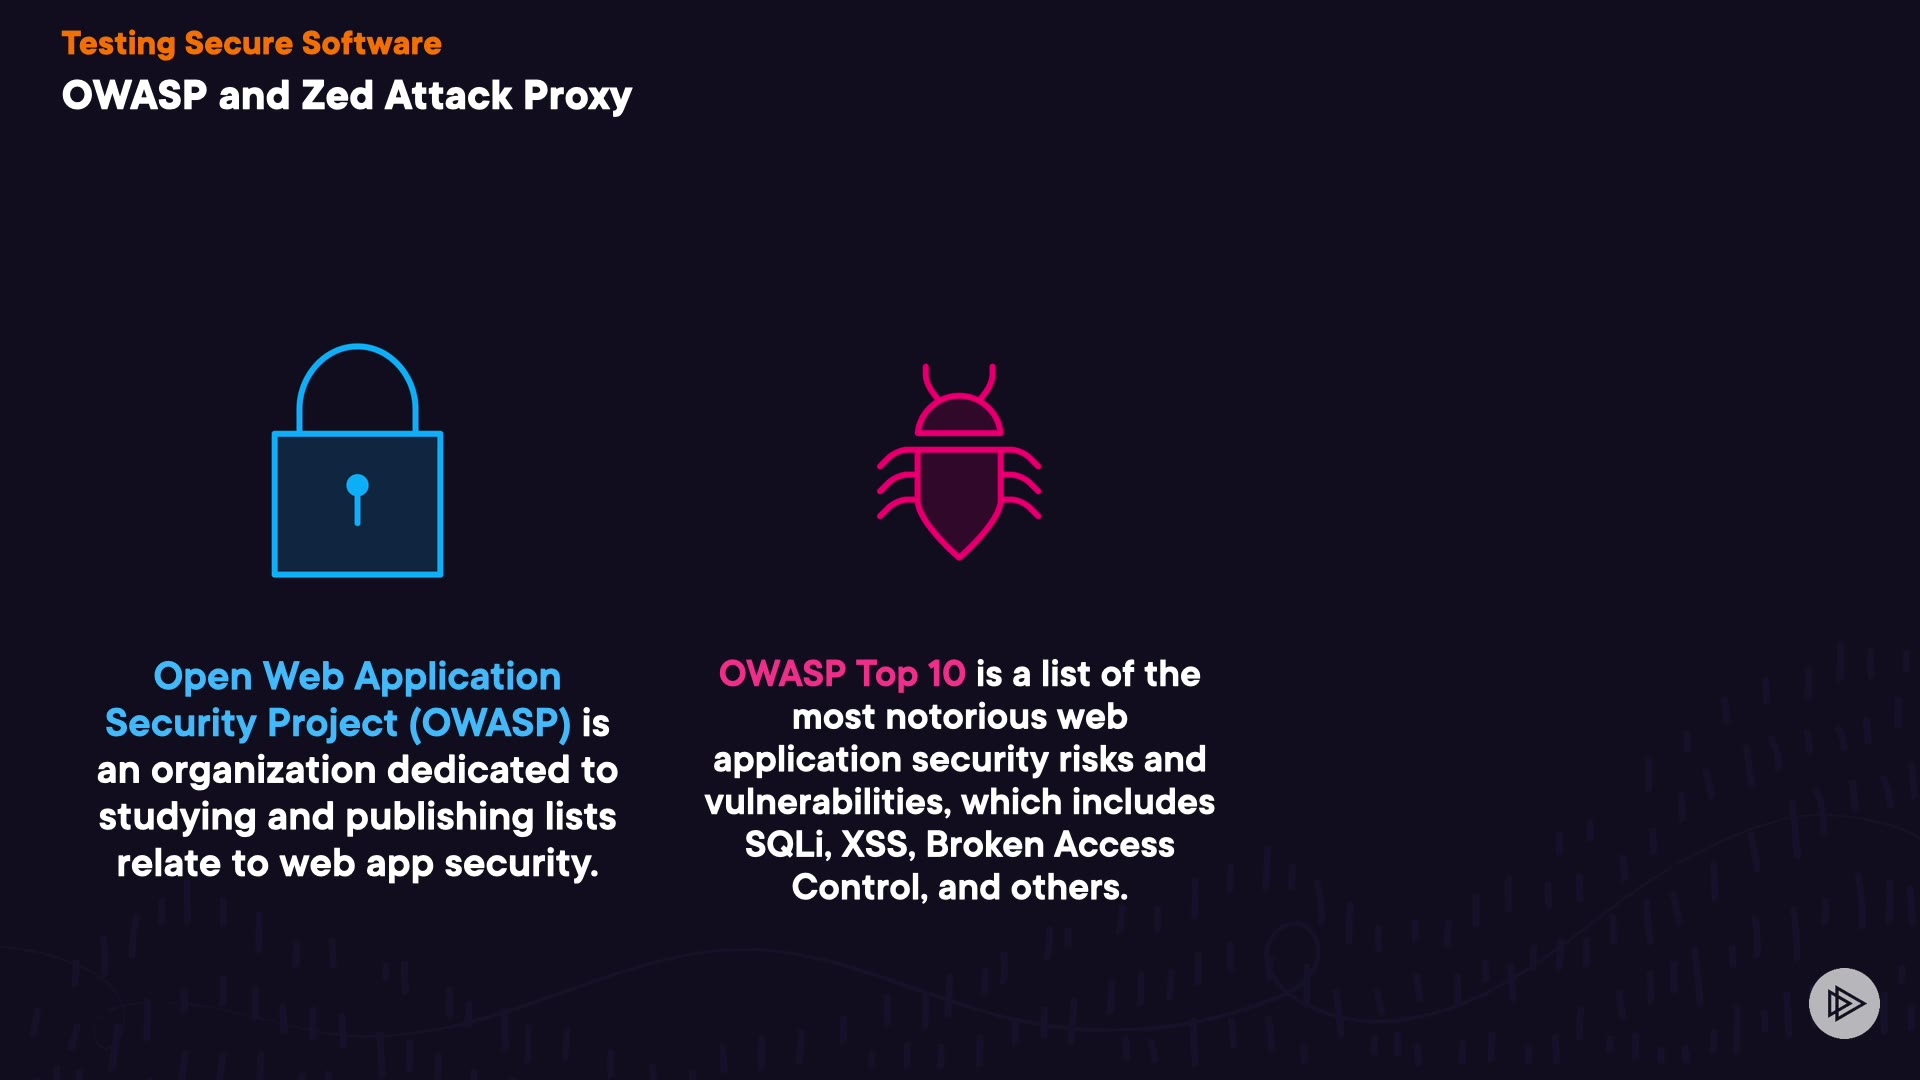 Testing Secure Software
OWASP and Zed Attack Proxy
Open Web Application
Security Project (OWASP) is
an organization dedicated to
studying and publishing lists
relate to web app security.
OWASP Top 10 is a list of the
most notorious web
application security risks and
vulnerabilities, which includes
SQLi, XSS, Broken Access
Control, and others.